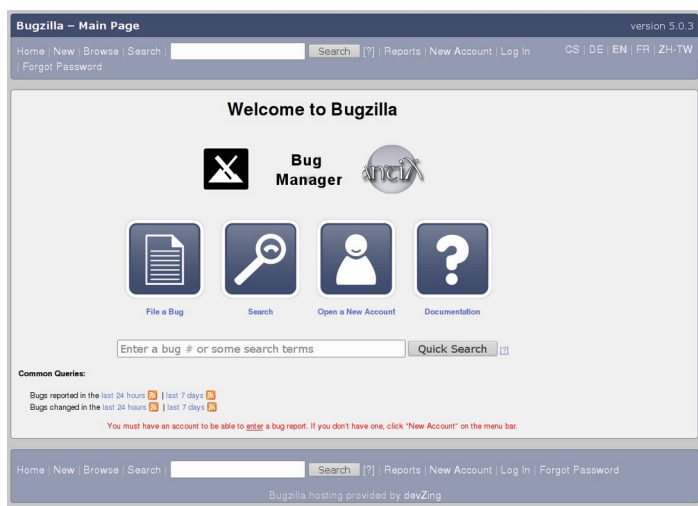 Bugzilla – Main Page
version 5.0.3
Home | New | Browse | Search | Search [?] | Reports | New Account | Log In
| Forgot Password
CS | DE | EN | FR | ZH-TW
Welcome to Bugzilla
Bug
Manager
antiX
File a Bug
Search
Open a New Account
Documentation
Enter a bug # or some search terms
Quick Search [?]
Common Queries:
Bugs reported in the last 24 hours | last 7 days
Bugs changed in the last 24 hours | last 7 days
You must have an account to be able to enter a bug report. If you don't have one, click "New Account" on the menu bar.
Home | New | Browse | Search | Search [?] | Reports | New Account | Log In | Forgot Password
Bugzilla hosting provided by devZing